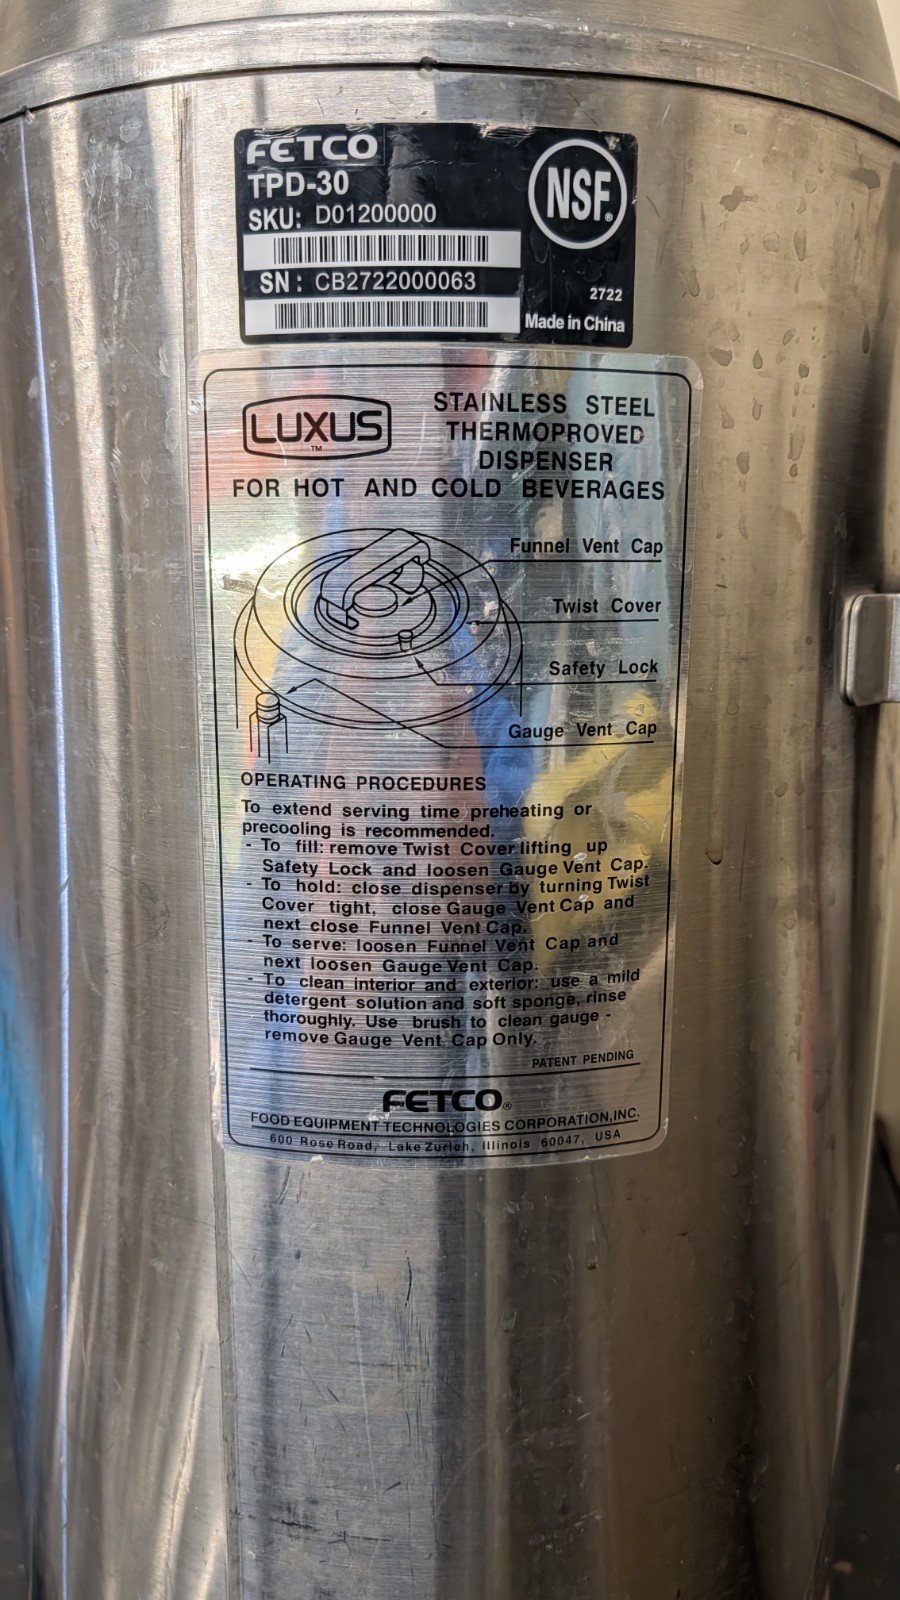 FETCO
TPD-30
SKU: D01200000
NSF®
SN: CB2722000063
2722
Made in China
LUXUS™
STAINLESS STEEL
THERMOPROVED
DISPENSER
FOR HOT AND COLD BEVERAGES
Funnel Vent Cap
Twist Cover
Safety Lock
Gauge Vent Cap
OPERATING PROCEDURES
To extend serving time preheating or
precooling is recommended.
- To fill: remove Twist Cover lifting up
Safety Lock and loosen Gauge Vent Cap.
- To hold: close dispenser by turning Twist
Cover tight, close Gauge Vent Cap and
next close Funnel Vent Cap.
- To serve: loosen Funnel Vent Cap and
next loosen Gauge Vent Cap.
- To clean interior and exterior: use a mild
detergent solution and soft sponge, rinse
thoroughly. Use brush to clean gauge -
remove Gauge Vent Cap Only.
PATENT PENDING
FETCO®
FOOD EQUIPMENT TECHNOLOGIES CORPORATION, INC.
600 Rose Road, Lake Zurich, Illinois 60047, USA